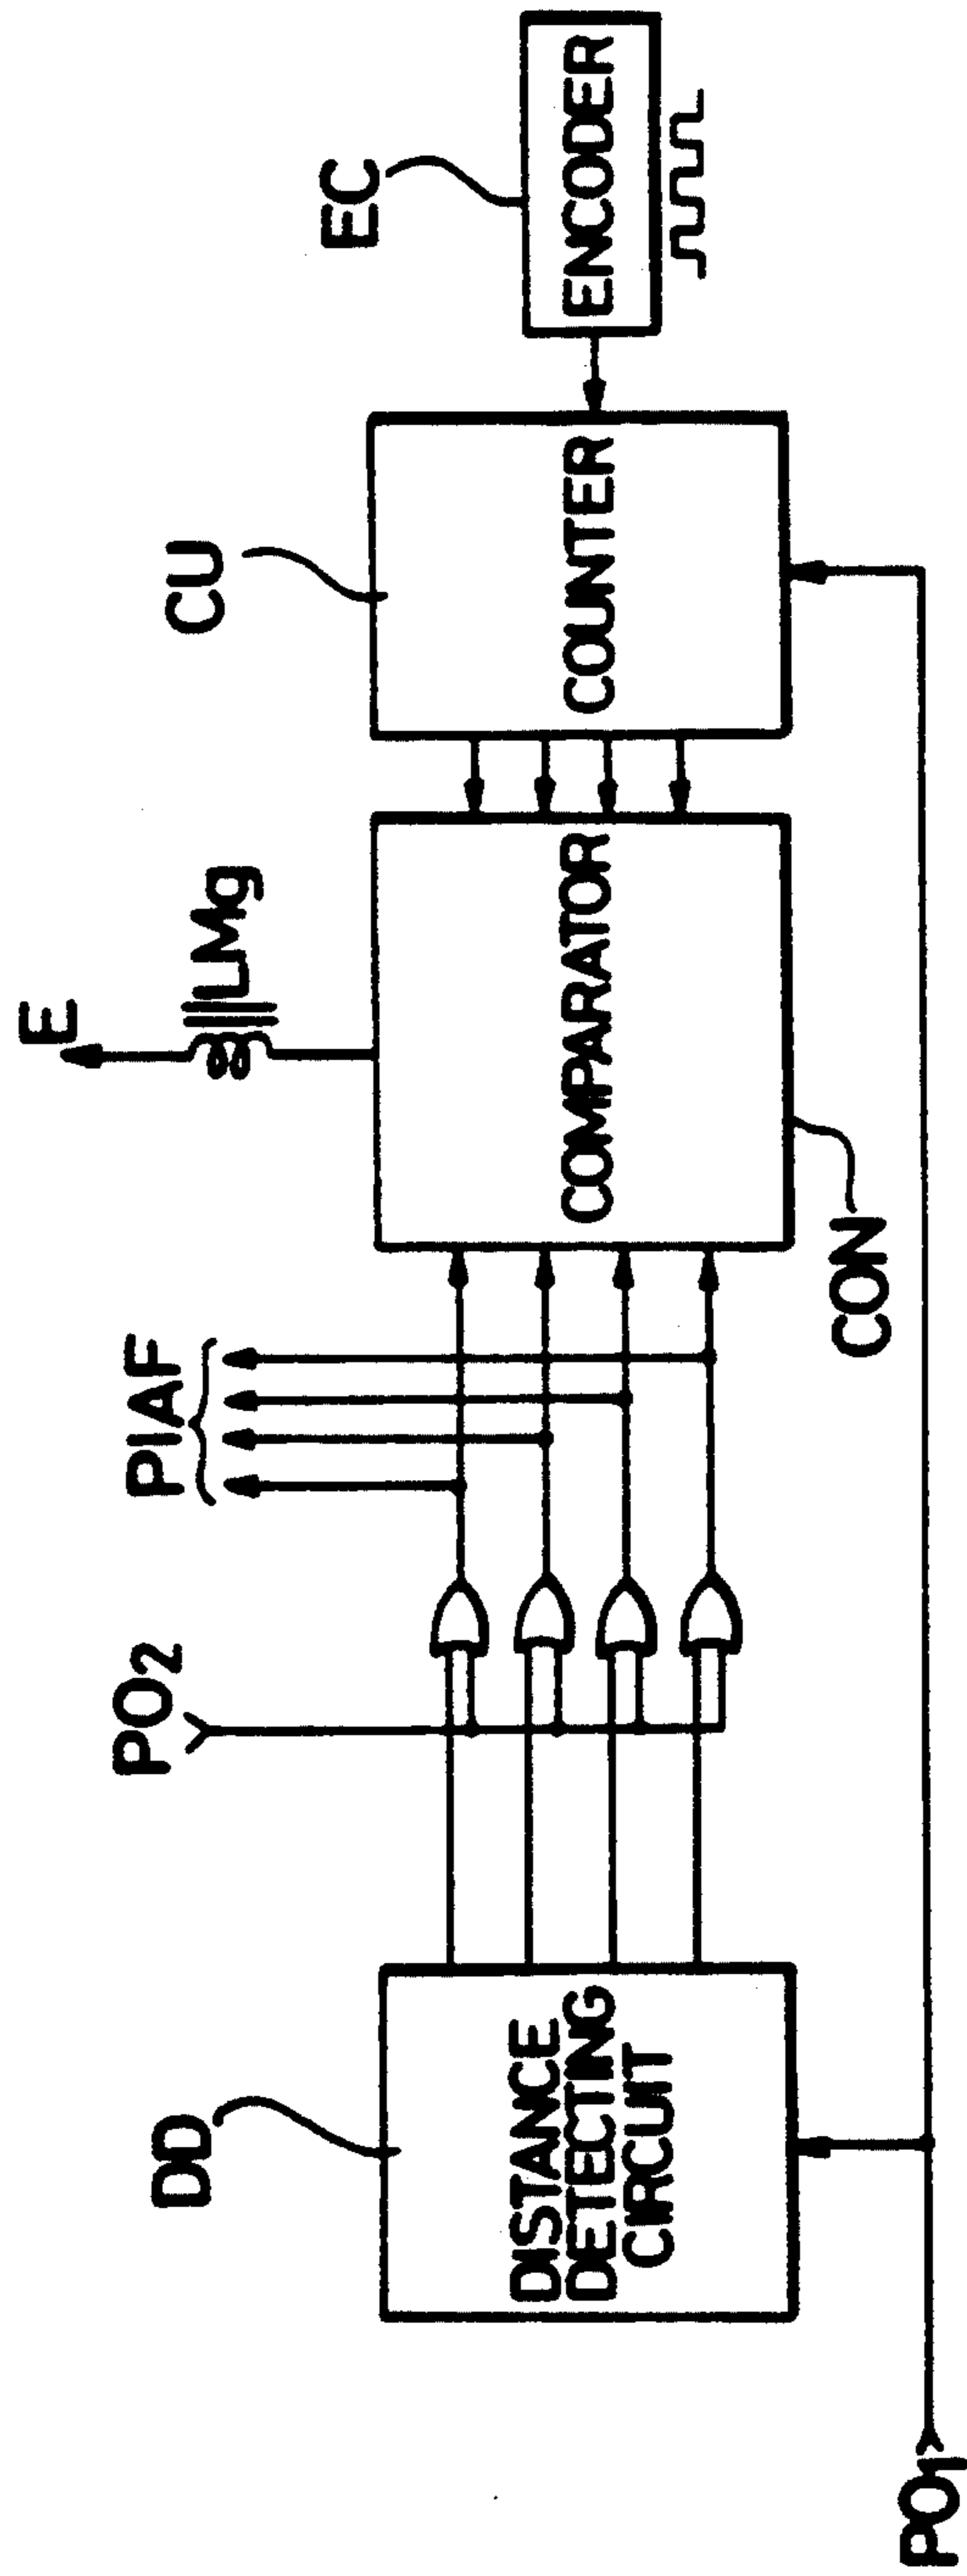 E
LMg
PIAF
PO2
DD
CU
EC
DISTANCE
DETECTING
CIRCUIT
COMPARATOR
COUNTER
ENCODER
CON
PO1